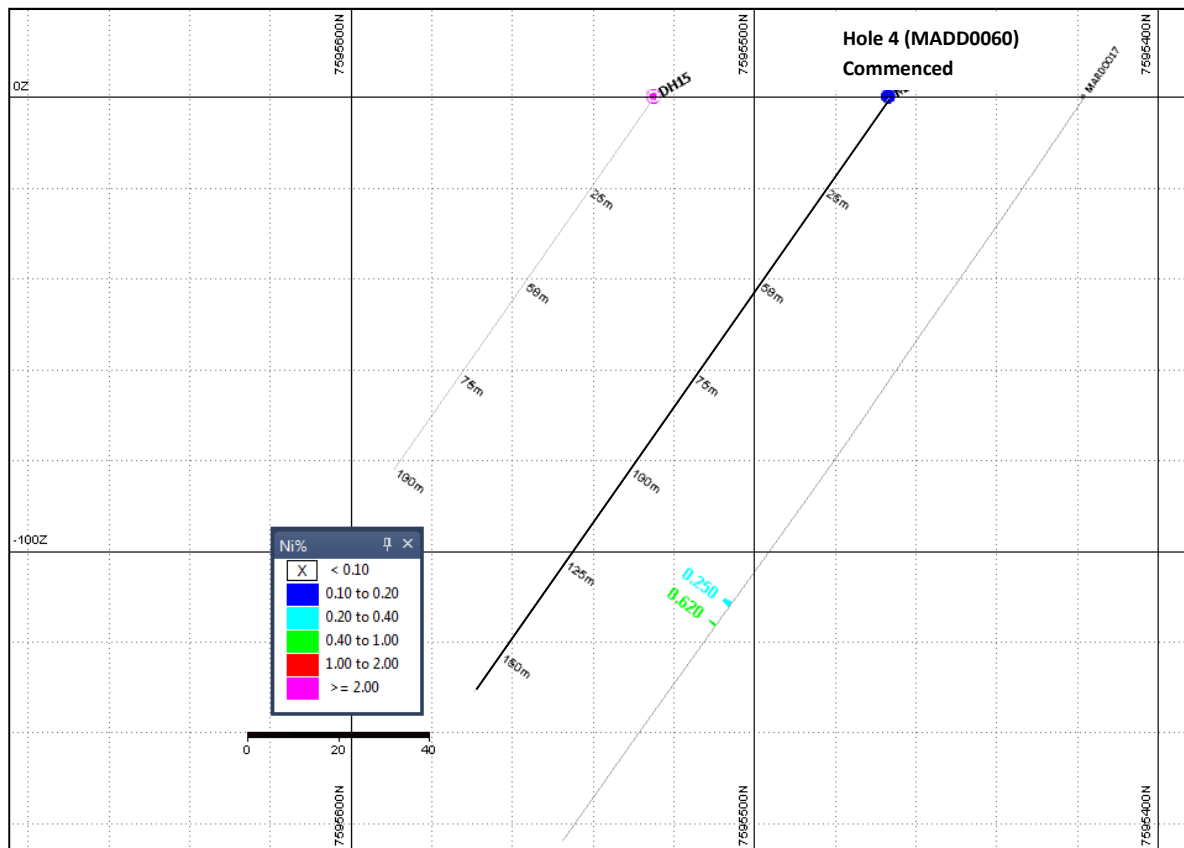 7595600N
7595500N
7595400N
Hole 4 (MADD0060)
Commenced
0Z
DH15
MARD0017
25m
25m
50m
50m
75m
75m
100m
100m
-100Z
125m
0.250
0.620
150m
Ni%
X < 0.10
0.10 to 0.20
0.20 to 0.40
0.40 to 1.00
1.00 to 2.00
>= 2.00
0 20 40
7595600N
7595500N
7595400N